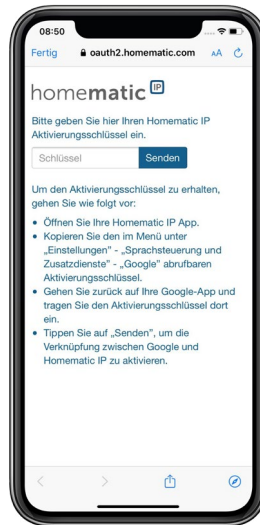 08:50
Fertig oauth2.homematic.com AA
homematic IP
Bitte geben Sie hier Ihren Homematic IP
Aktivierungsschlüssel ein.
Schlüssel Senden
Um den Aktivierungsschlüssel zu erhalten,
gehen Sie wie folgt vor:
• Öffnen Sie Ihre Homematic IP App.
• Kopieren Sie den im Menü unter
„Einstellungen" - „Sprachsteuerung und
Zusatzdienste" - „Google" abrufbaren
Aktivierungsschlüssel.
• Gehen Sie zurück auf Ihre Google-App und
tragen Sie den Aktivierungsschlüssel dort
ein.
• Tippen Sie auf „Senden", um die
Verknüpfung zwischen Google und
Homematic IP zu aktivieren.